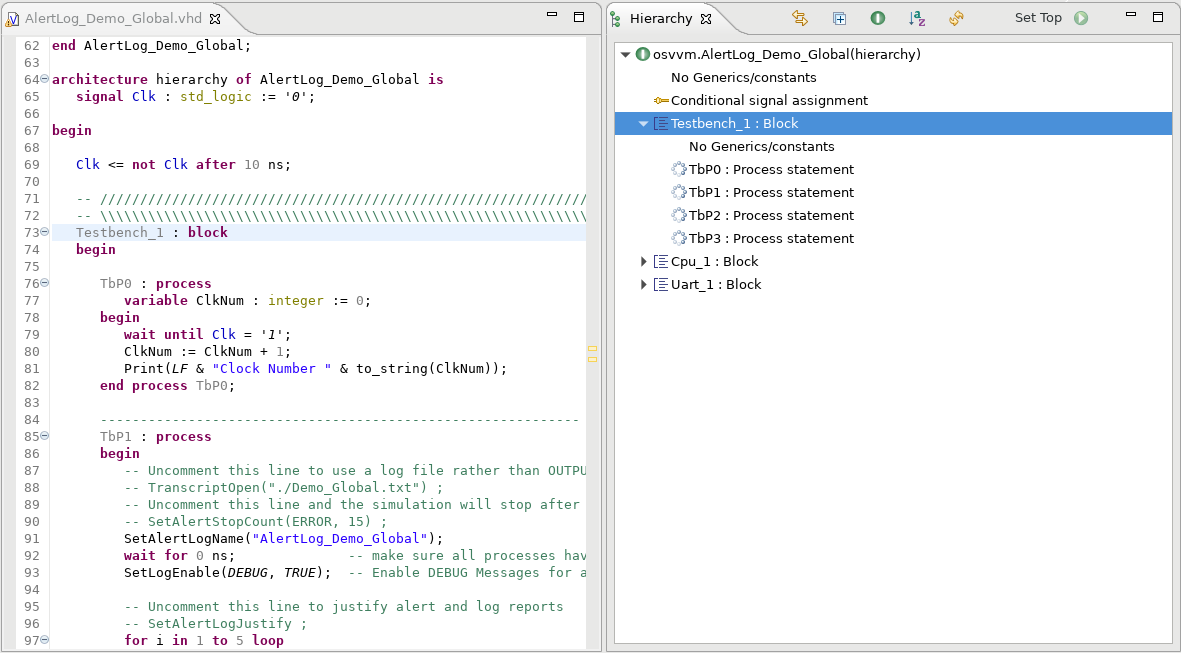 AlertLog_Demo_Global.vhd
62 end AlertLog_Demo_Global;
63
64 architecture hierarchy of AlertLog_Demo_Global is
65 signal Clk : std_logic := '0';
66
67 begin
68
69 Clk <= not Clk after 10 ns;
70
71 -- /////////////////////////////////////////////////////////////
72 -- \\\\\\\\\\\\\\\\\\\\\\\\\\\\\\\\\\\\\\\\\\\\\\\\\\\\\\\\\\\\\
73 Testbench_1 : block
74 begin
75
76 TbP0 : process
77 variable ClkNum : integer := 0;
78 begin
79 wait until Clk = '1';
80 ClkNum := ClkNum + 1;
81 Print(LF & "Clock Number " & to_string(ClkNum));
82 end process TbP0;
83
84 ------------------------------------------------------------
85 TbP1 : process
86 begin
87 -- Uncomment this line to use a log file rather than OUTPU
88 -- TranscriptOpen("./Demo_Global.txt") ;
89 -- Uncomment this line and the simulation will stop after
90 -- SetAlertStopCount(ERROR, 15) ;
91 SetAlertLogName("AlertLog_Demo_Global");
92 wait for 0 ns; -- make sure all processes hav
93 SetLogEnable(DEBUG, TRUE); -- Enable DEBUG Messages for a
94
95 -- Uncomment this line to justify alert and log reports
96 -- SetAlertLogJustify ;
97 for i in 1 to 5 loop
Hierarchy
Set Top
osvvm.AlertLog_Demo_Global(hierarchy)
No Generics/constants
Conditional signal assignment
Testbench_1 : Block
No Generics/constants
TbP0 : Process statement
TbP1 : Process statement
TbP2 : Process statement
TbP3 : Process statement
Cpu_1 : Block
Uart_1 : Block